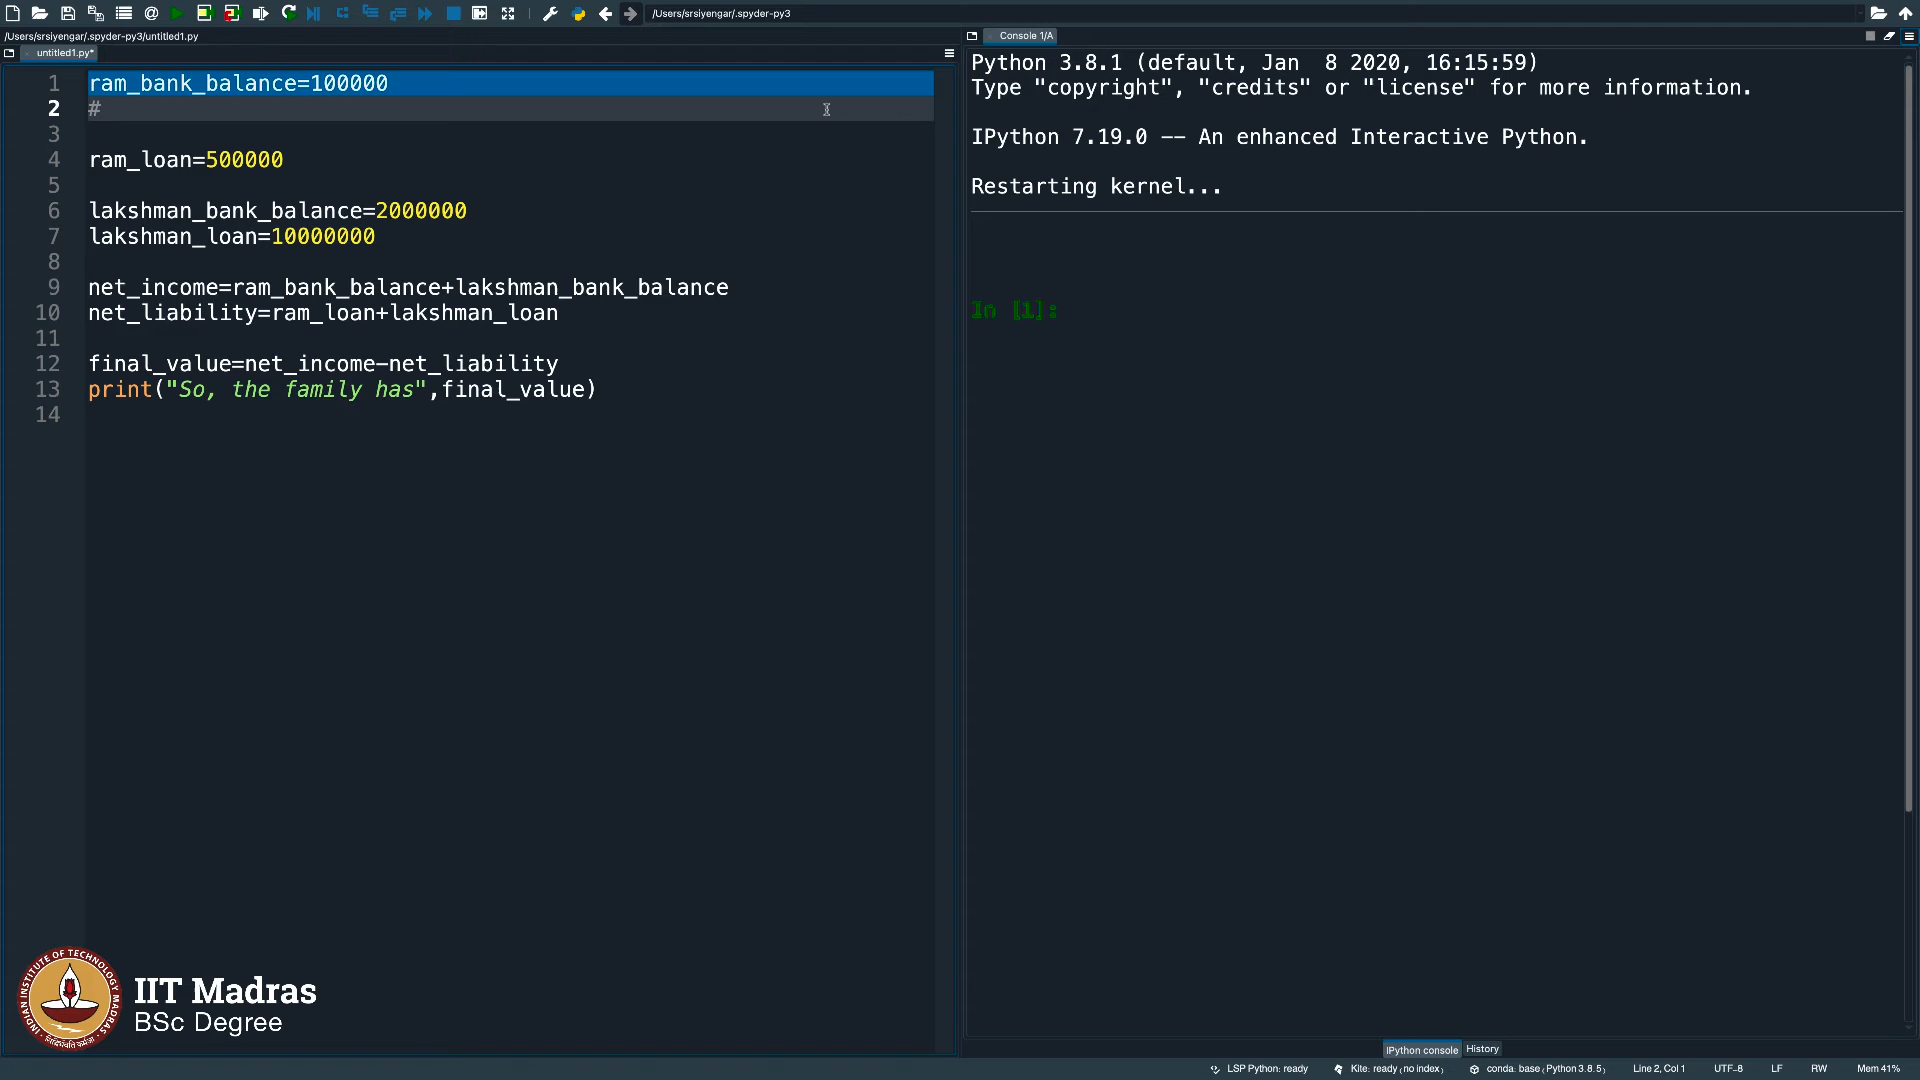 /Users/srsiyengar/.spyder-py3
/Users/srsiyengar/.spyder-py3/untitled1.py
untitled1.py*
1 ram_bank_balance=100000
2 #
3
4 ram_loan=500000
5
6 lakshman_bank_balance=2000000
7 lakshman_loan=10000000
8
9 net_income=ram_bank_balance+lakshman_bank_balance
10 net_liability=ram_loan+lakshman_loan
11
12 final_value=net_income-net_liability
13 print("So, the family has",final_value)
14
Console 1/A
Python 3.8.1 (default, Jan  8 2020, 16:15:59)
Type "copyright", "credits" or "license" for more information.
IPython 7.19.0 -- An enhanced Interactive Python.
Restarting kernel...
In [1]:
INDIAN INSTITUTE OF TECHNOLOGY MADRAS
IIT Madras
BSc Degree
IPython console History
LSP Python: ready Kite: ready (no index) conda: base (Python 3.8.5) Line 2, Col 1 UTF-8 LF RW Mem 41%